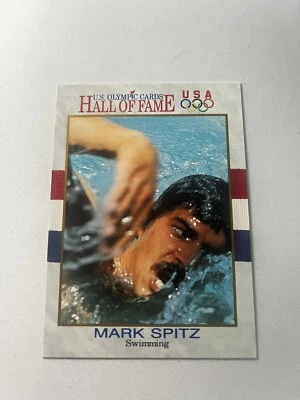 U.S. OLYMPIC CARDS
HALL OF FAME
USA
MARK SPITZ
Swimming